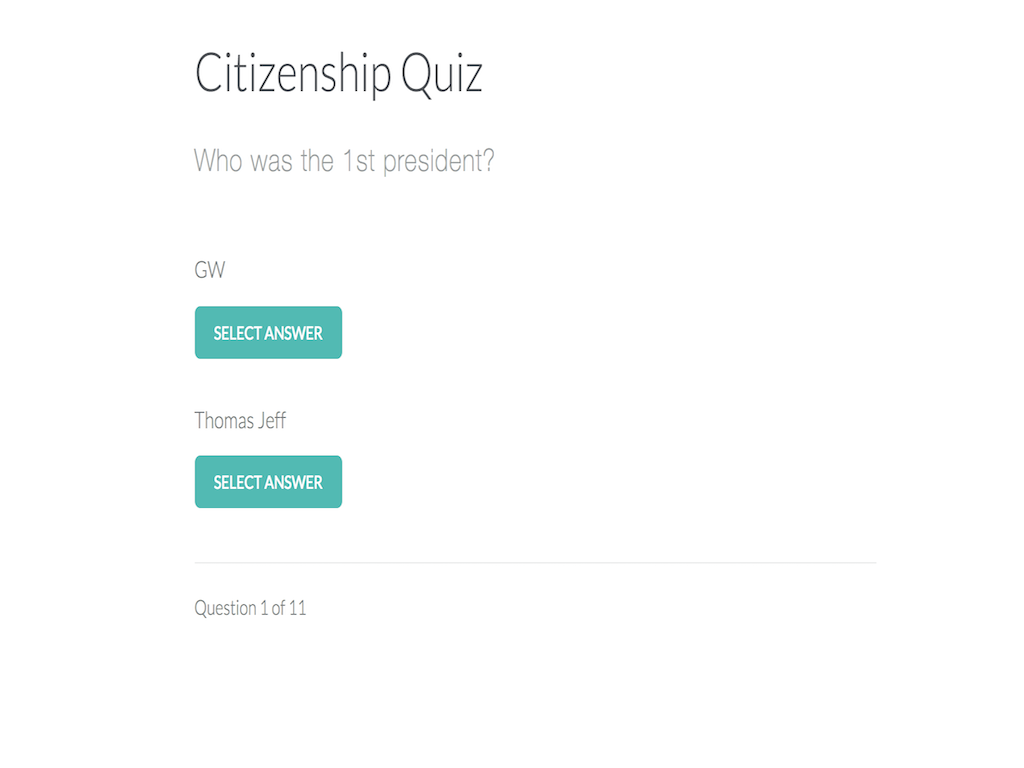 Citizenship Quiz
Who was the 1st president?
GW
SELECT ANSWER
Thomas Jeff
SELECT ANSWER
Question 1 of 11